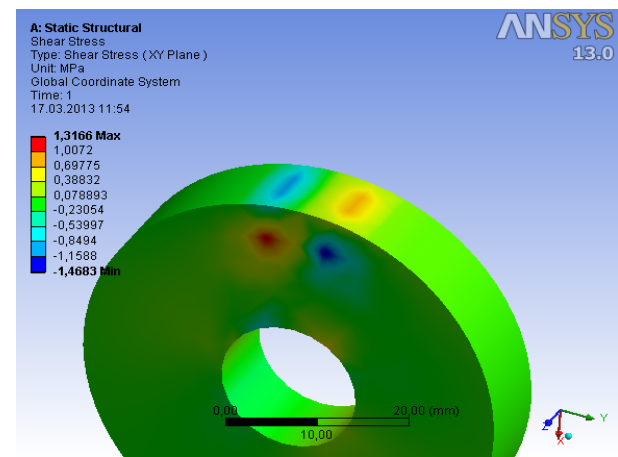 A: Static Structural
Shear Stress
Type: Shear Stress ( XY Plane )
Unit: MPa
Global Coordinate System
Time: 1
17.03.2013 11:54
ANSYS
13.0
1,3166 Max
1,0072
0,69775
0,38832
0,078893
-0,23054
-0,53997
-0,8494
-1,1588
-1,4683 Min
0,00
20,00 (mm)
10,00
Y
Z
X